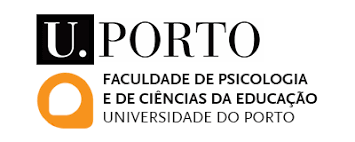 U.PORTO
FACULDADE DE PSICOLOGIA
E DE CIÊNCIAS DA EDUCAÇÃO
UNIVERSIDADE DO PORTO